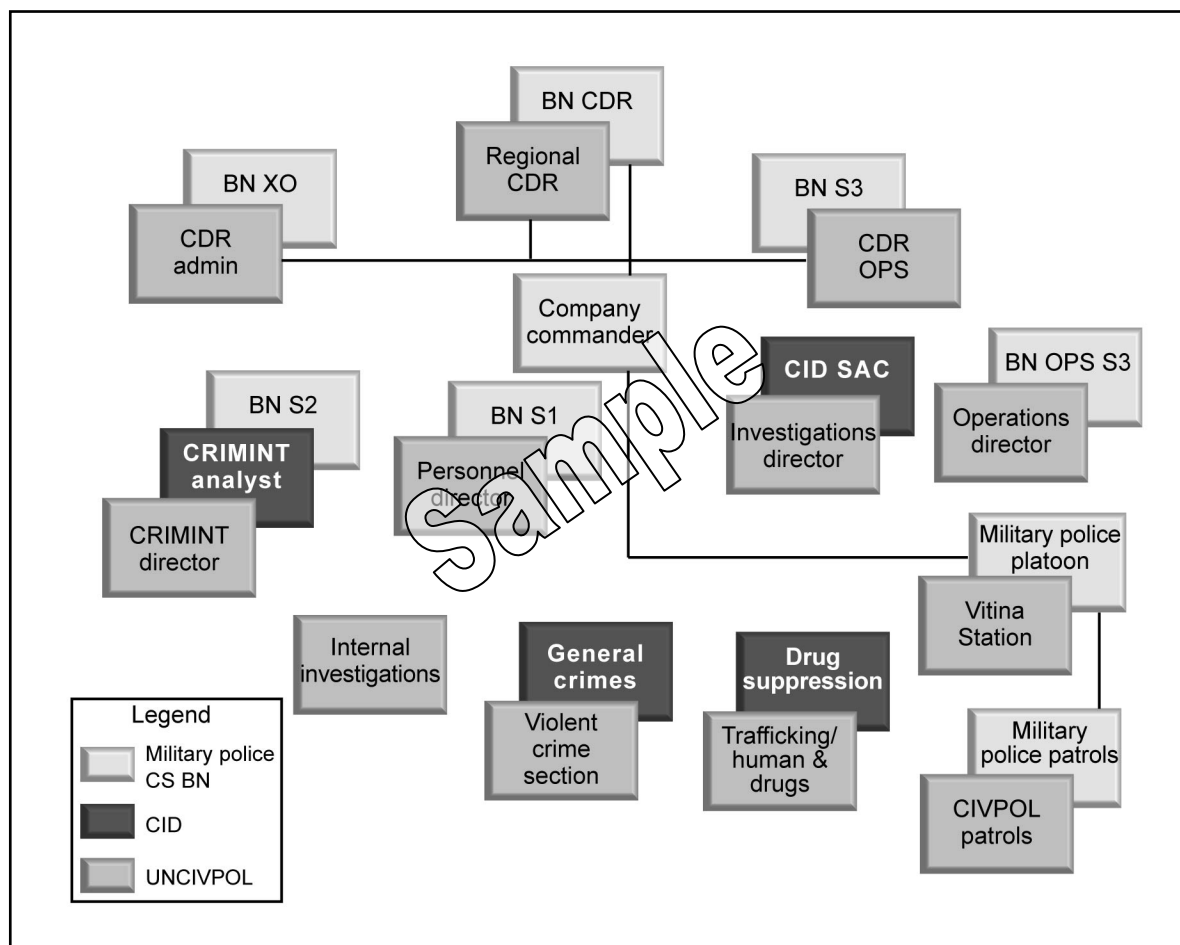 BN CDR
Regional
CDR
BN XO
CDR
admin
BN S3
CDR
OPS
Company
commander
CID SAC
Investigations
director
BN OPS S3
Operations
director
BN S2
CRIMINT
analyst
CRIMINT
director
BN S1
Personnel
director
Sample
Military police
platoon
Vitina
Station
Internal
investigations
General
crimes
Violent
crime
section
Drug
suppression
Trafficking/
human &
drugs
Military
police patrols
CIVPOL
patrols
Legend
Military police
CS BN
CID
UNCIVPOL